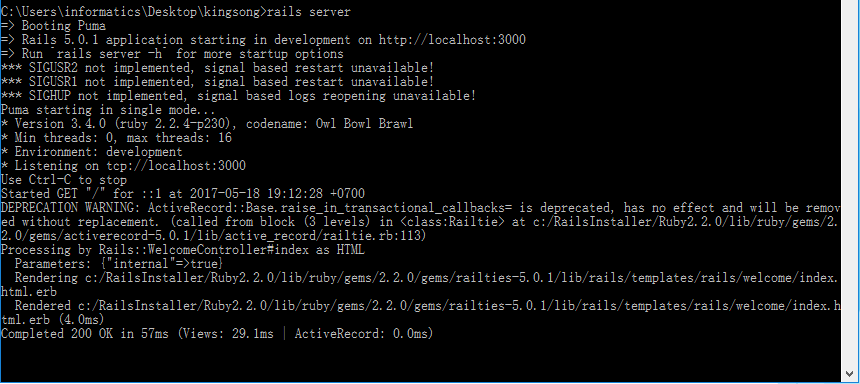 C:\Users\informatics\Desktop\kingsong>rails server
=> Booting Puma
=> Rails 5.0.1 application starting in development on http://localhost:3000
=> Run `rails server -h` for more startup options
*** SIGUSR2 not implemented, signal based restart unavailable!
*** SIGUSR1 not implemented, signal based restart unavailable!
*** SIGHUP not implemented, signal based logs reopening unavailable!
Puma starting in single mode...
* Version 3.4.0 (ruby 2.2.4-p230), codename: Owl Bowl Brawl
* Min threads: 0, max threads: 16
* Environment: development
* Listening on tcp://localhost:3000
Use Ctrl-C to stop
Started GET "/" for ::1 at 2017-05-18 19:12:28 +0700
DEPRECATION WARNING: ActiveRecord::Base.raise_in_transactional_callbacks= is deprecated, has no effect and will be remov
ed without replacement. (called from block (3 levels) in <class:Railtie> at c:/RailsInstaller/Ruby2.2.0/lib/ruby/gems/2.
2.0/gems/activerecord-5.0.1/lib/active_record/railtie.rb:113)
Processing by Rails::WelcomeController#index as HTML
  Parameters: {"internal"=>true}
  Rendering c:/RailsInstaller/Ruby2.2.0/lib/ruby/gems/2.2.0/gems/railties-5.0.1/lib/rails/templates/rails/welcome/index.
html.erb
  Rendered c:/RailsInstaller/Ruby2.2.0/lib/ruby/gems/2.2.0/gems/railties-5.0.1/lib/rails/templates/rails/welcome/index.h
tml.erb (4.0ms)
Completed 200 OK in 57ms (Views: 29.1ms | ActiveRecord: 0.0ms)